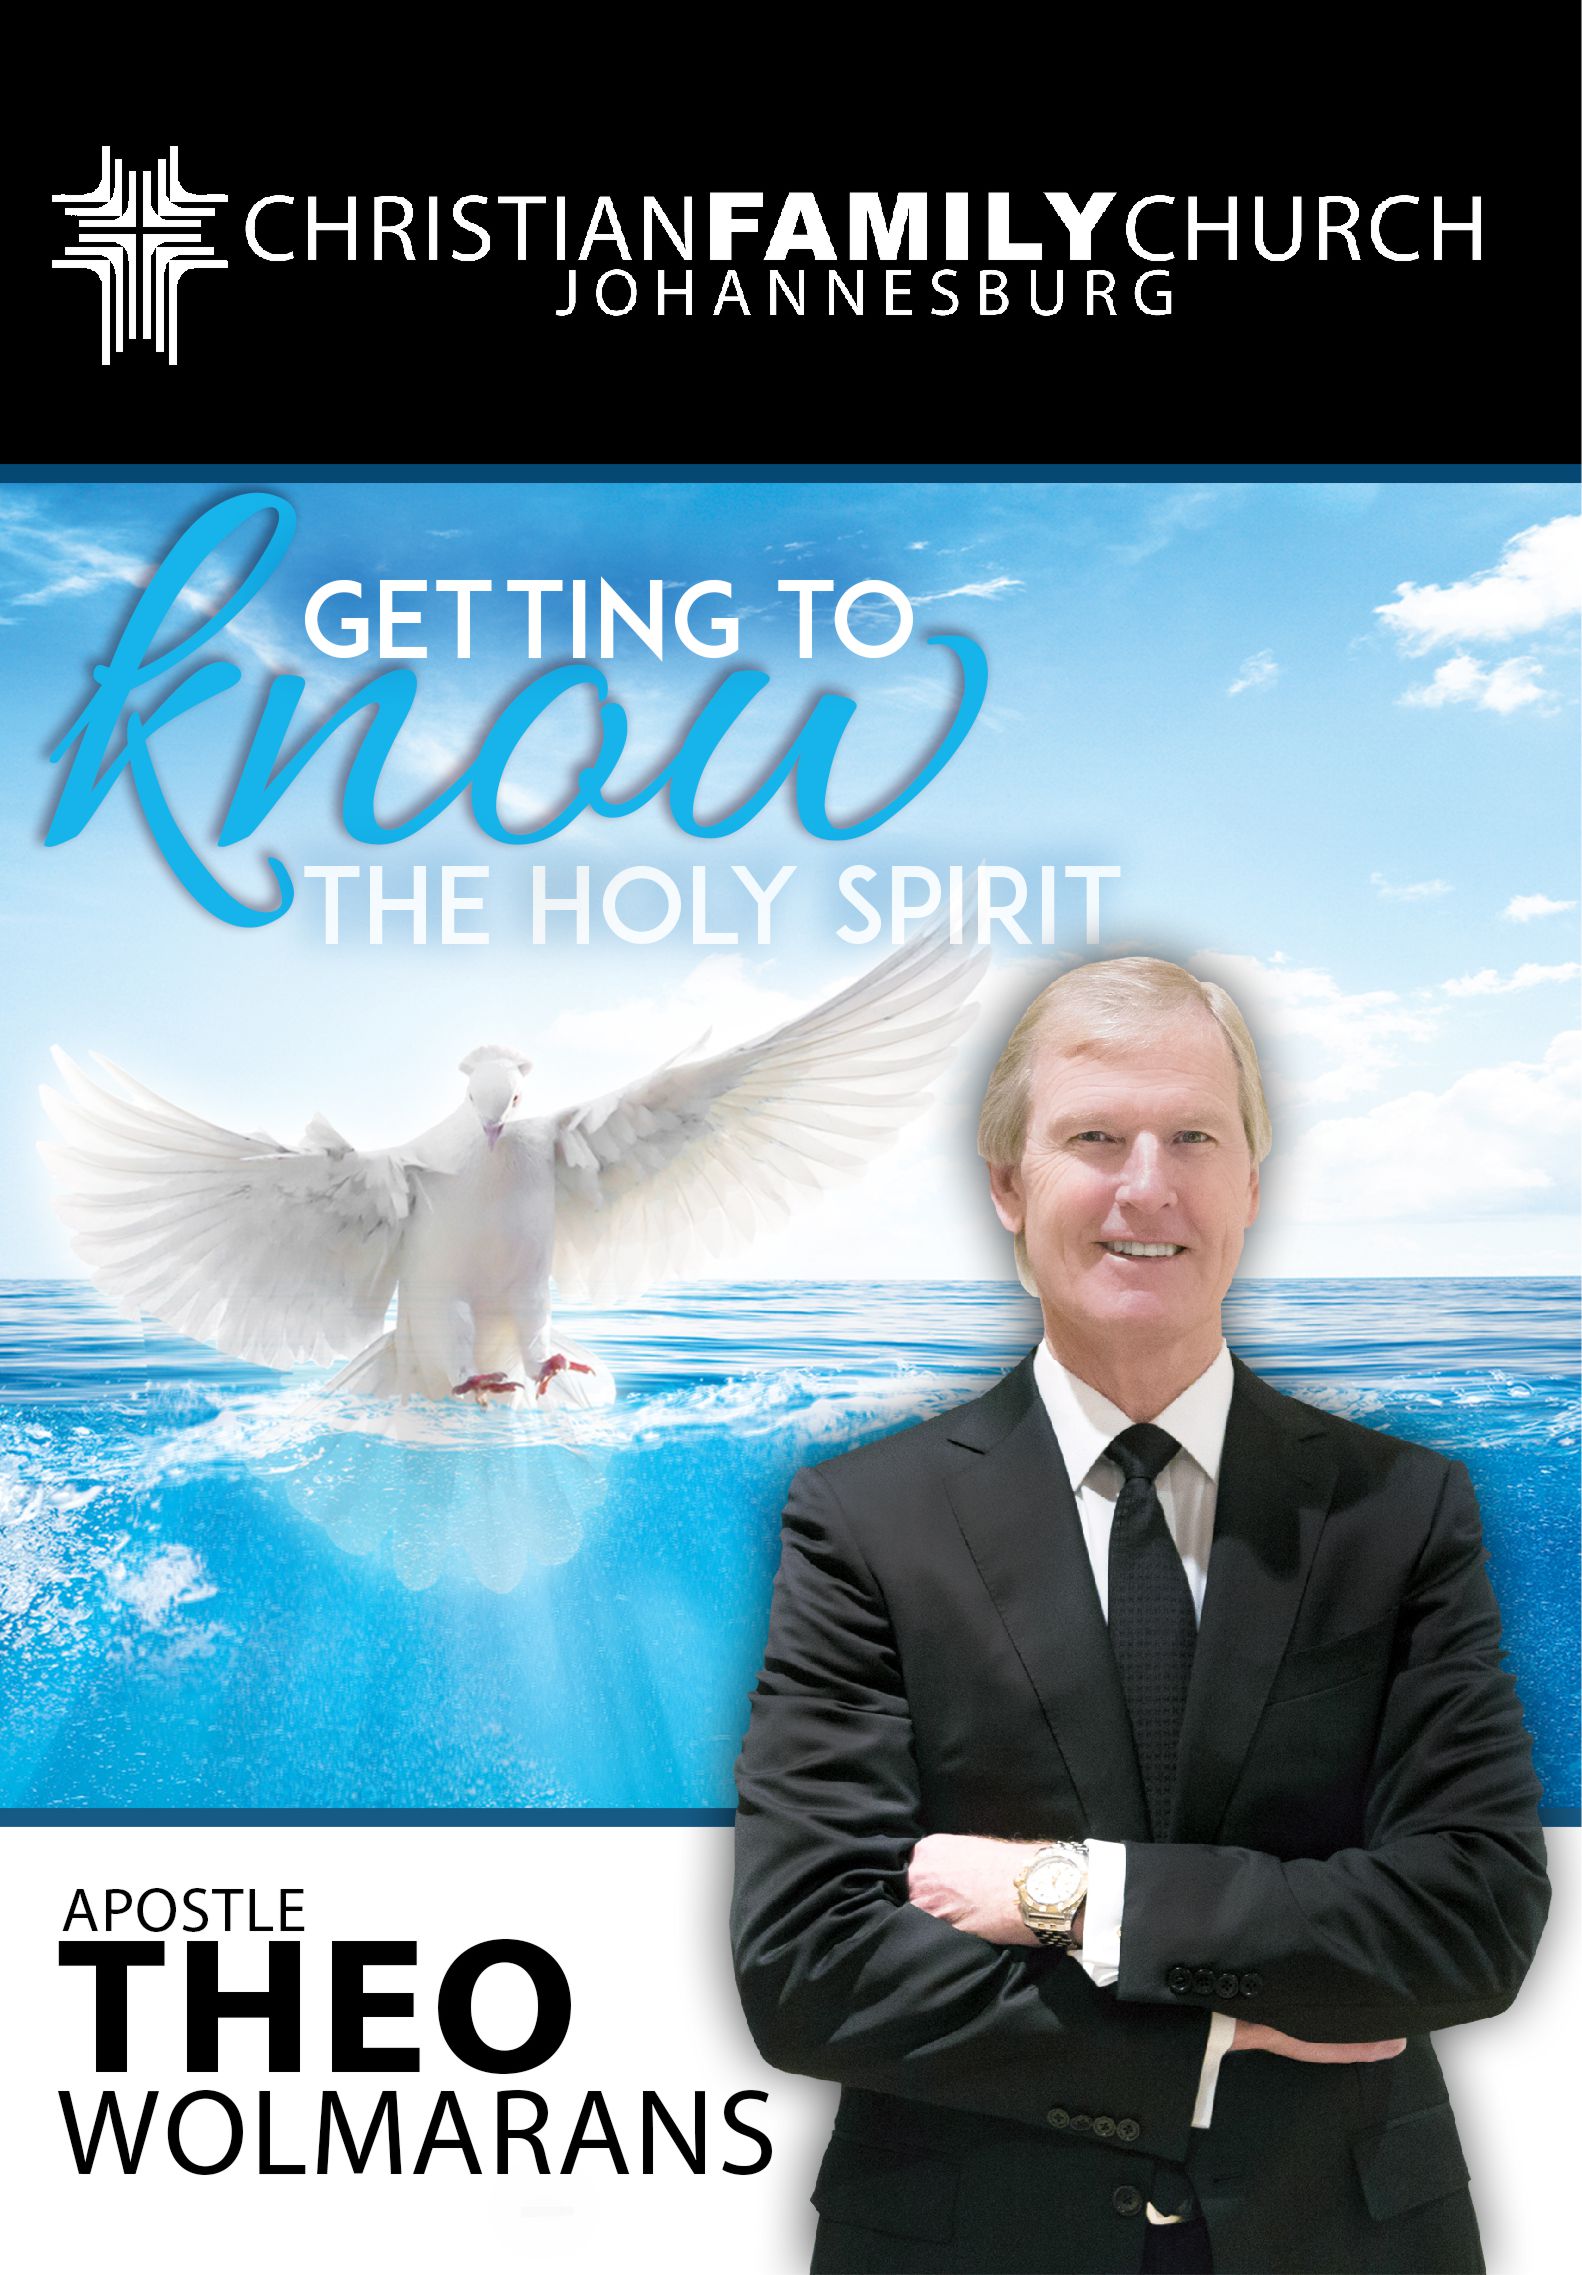 CHRISTIANFAMILYCHURCH
JOHANNESBURG
GETTING TO
know
THE HOLY SPIRIT
APOSTLE
THEO
WOLMARANS